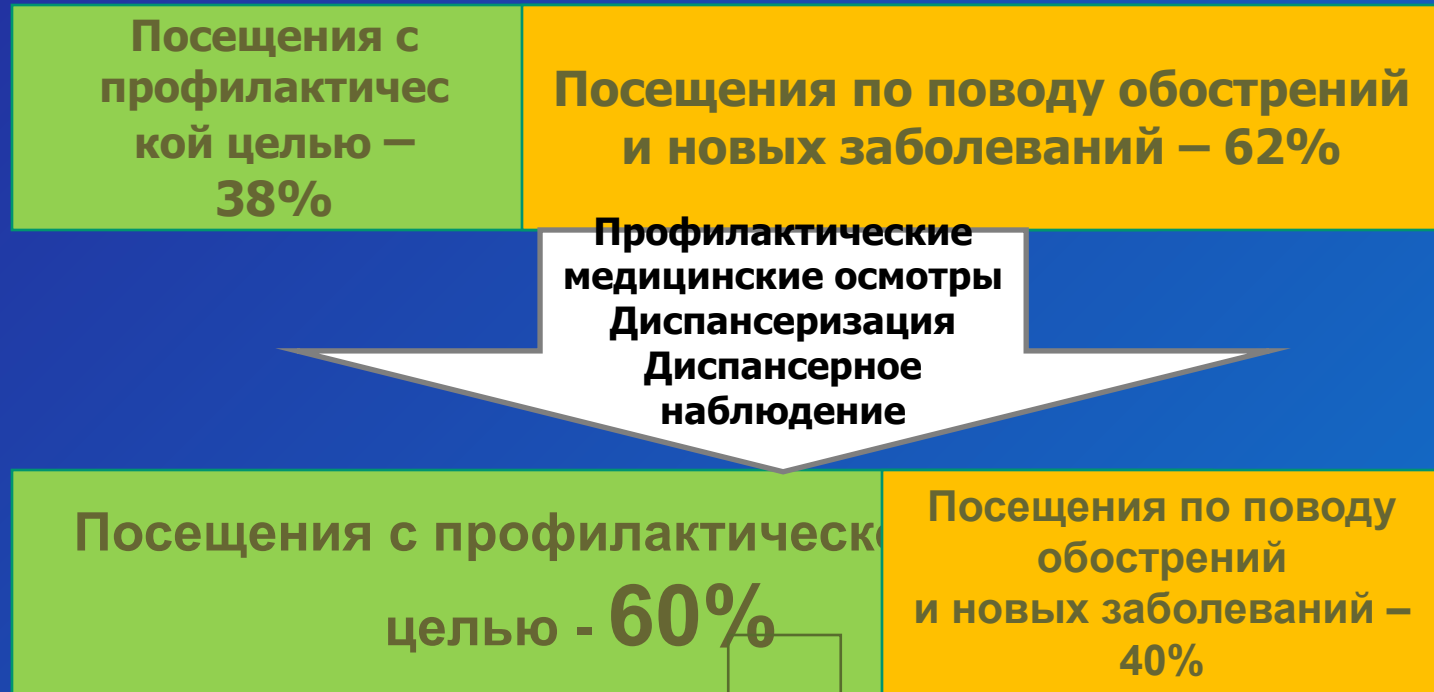 Посещения с
профилактичес
кой целью –
38%
Посещения по поводу обострений
и новых заболеваний – 62%
Профилактические
медицинские осмотры
Диспансеризация
Диспансерное
наблюдение
Посещения с профилактическ
целью - 60%
Посещения по поводу
обострений
и новых заболеваний –
40%